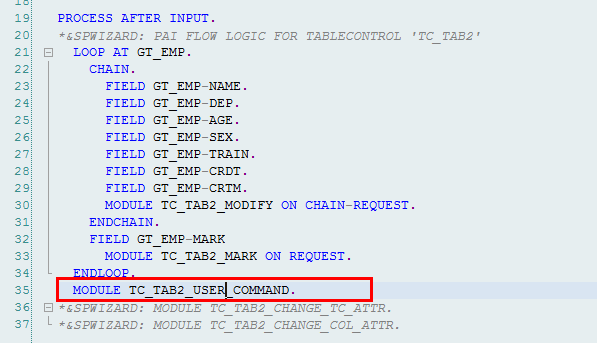 18
19 PROCESS AFTER INPUT.
20 *&SPWIZARD: PAI FLOW LOGIC FOR TABLECONTROL 'TC_TAB2'
21 LOOP AT GT_EMP.
22 CHAIN.
23 FIELD GT_EMP-NAME.
24 FIELD GT_EMP-DEP.
25 FIELD GT_EMP-AGE.
26 FIELD GT_EMP-SEX.
27 FIELD GT_EMP-TRAIN.
28 FIELD GT_EMP-CRDT.
29 FIELD GT_EMP-CRTM.
30 MODULE TC_TAB2_MODIFY ON CHAIN-REQUEST.
31 ENDCHAIN.
32 FIELD GT_EMP-MARK
33 MODULE TC_TAB2_MARK ON REQUEST.
34 ENDLOOP.
35 MODULE TC_TAB2_USER_COMMAND.
36 *&SPWIZARD: MODULE TC_TAB2_CHANGE_TC_ATTR.
37 *&SPWIZARD: MODULE TC_TAB2_CHANGE_COL_ATTR.